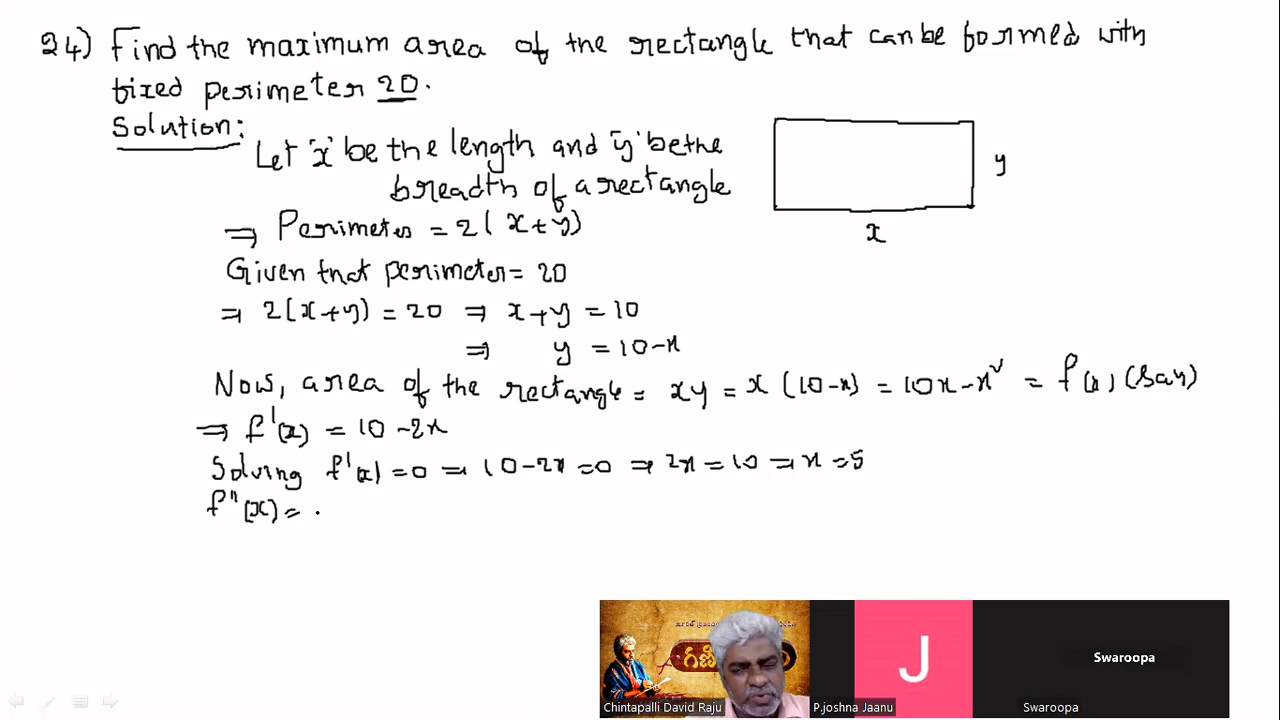 24) Find the maximum area of the rectangle that can be formed with
fixed perimeter 20.
Solution:
Let 'x' be the length and 'y' be the
breadth of a rectangle
y
x
⇒ Perimeter = 2(x+y)
Given that perimeter = 20
⇒ 2(x+y) = 20 ⇒ x+y = 10
⇒ y = 10-x
Now, area of the rectangle = xy = x(10-x) = 10x-x² = f(x) (Say)
⇒ f'(x) = 10-2x
Solving f'(x) = 0 ⇒ 10-2x = 0 ⇒ 2x = 10 ⇒ x = 5
f"(x) =
J
Swaroopa
Chintapalli David Raju
P.joshna Jaanu
Swaroopa